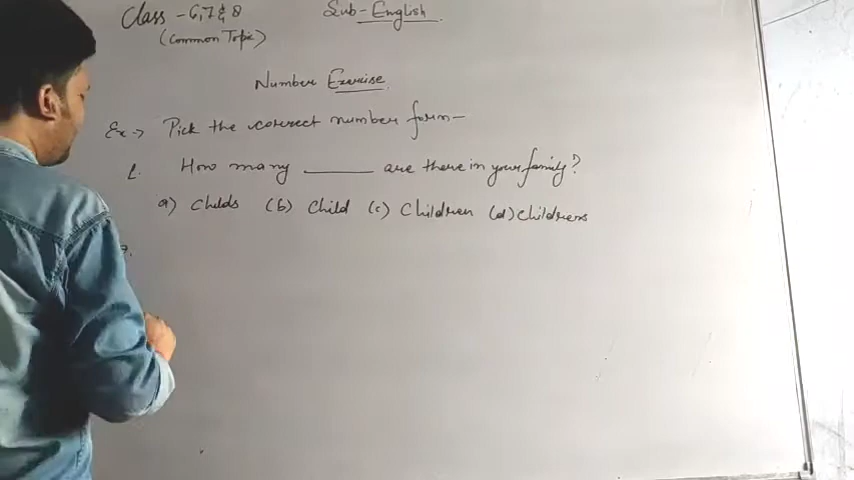 Class - 6,7 & 8 Sub- English
(Common Topic)
Number Exercise
Ex -> Pick the correct number form-
1. How many ______ are there in your family?
a) Childs (b) Child (c) Children (d) Childrens
2.